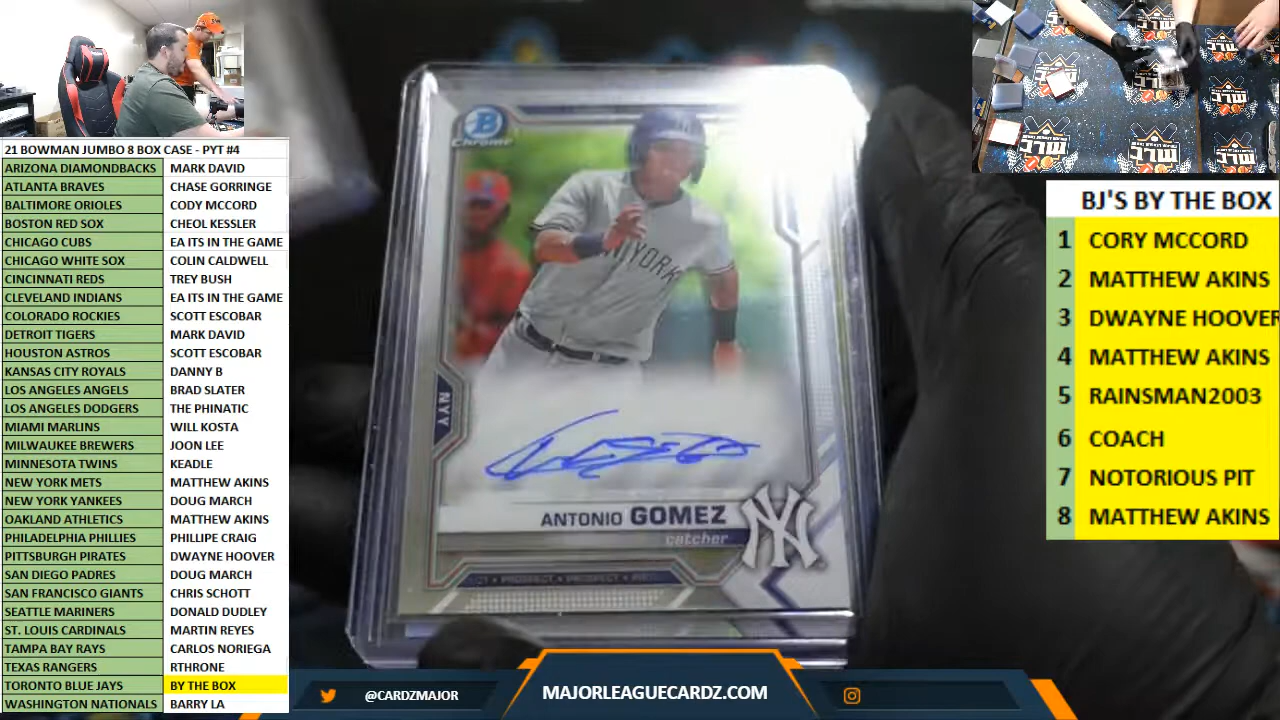 21 BOWMAN JUMBO 8 BOX CASE - PYT #4
ARIZONA DIAMONDBACKS MARK DAVID
ATLANTA BRAVES CHASE GORRINGE
BALTIMORE ORIOLES CODY MCCORD
BOSTON RED SOX CHEOL KESSLER
CHICAGO CUBS EA ITS IN THE GAME
CHICAGO WHITE SOX COLIN CALDWELL
CINCINNATI REDS TREY BUSH
CLEVELAND INDIANS EA ITS IN THE GAME
COLORADO ROCKIES SCOTT ESCOBAR
DETROIT TIGERS MARK DAVID
HOUSTON ASTROS SCOTT ESCOBAR
KANSAS CITY ROYALS DANNY B
LOS ANGELES ANGELS BRAD SLATER
LOS ANGELES DODGERS THE PHINATIC
MIAMI MARLINS WILL KOSTA
MILWAUKEE BREWERS JOON LEE
MINNESOTA TWINS KEADLE
NEW YORK METS MATTHEW AKINS
NEW YORK YANKEES DOUG MARCH
OAKLAND ATHLETICS MATTHEW AKINS
PHILADELPHIA PHILLIES PHILLIPE CRAIG
PITTSBURGH PIRATES DWAYNE HOOVER
SAN DIEGO PADRES DOUG MARCH
SAN FRANCISCO GIANTS CHRIS SCHOTT
SEATTLE MARINERS DONALD DUDLEY
ST. LOUIS CARDINALS MARTIN REYES
TAMPA BAY RAYS CARLOS NORIEGA
TEXAS RANGERS RTHRONE
TORONTO BLUE JAYS BY THE BOX
WASHINGTON NATIONALS BARRY LA
B
Chrome
NEW YORK
NYY
ANTONIO GOMEZ
catcher
NY
PROSPECT • PROSPECT
BJ'S BY THE BOX
1 CORY MCCORD
2 MATTHEW AKINS
3 DWAYNE HOOVER
4 MATTHEW AKINS
5 RAINSMAN2003
6 COACH
7 NOTORIOUS PIT
8 MATTHEW AKINS
@CARDZMAJOR
MAJORLEAGUECARDZ.COM